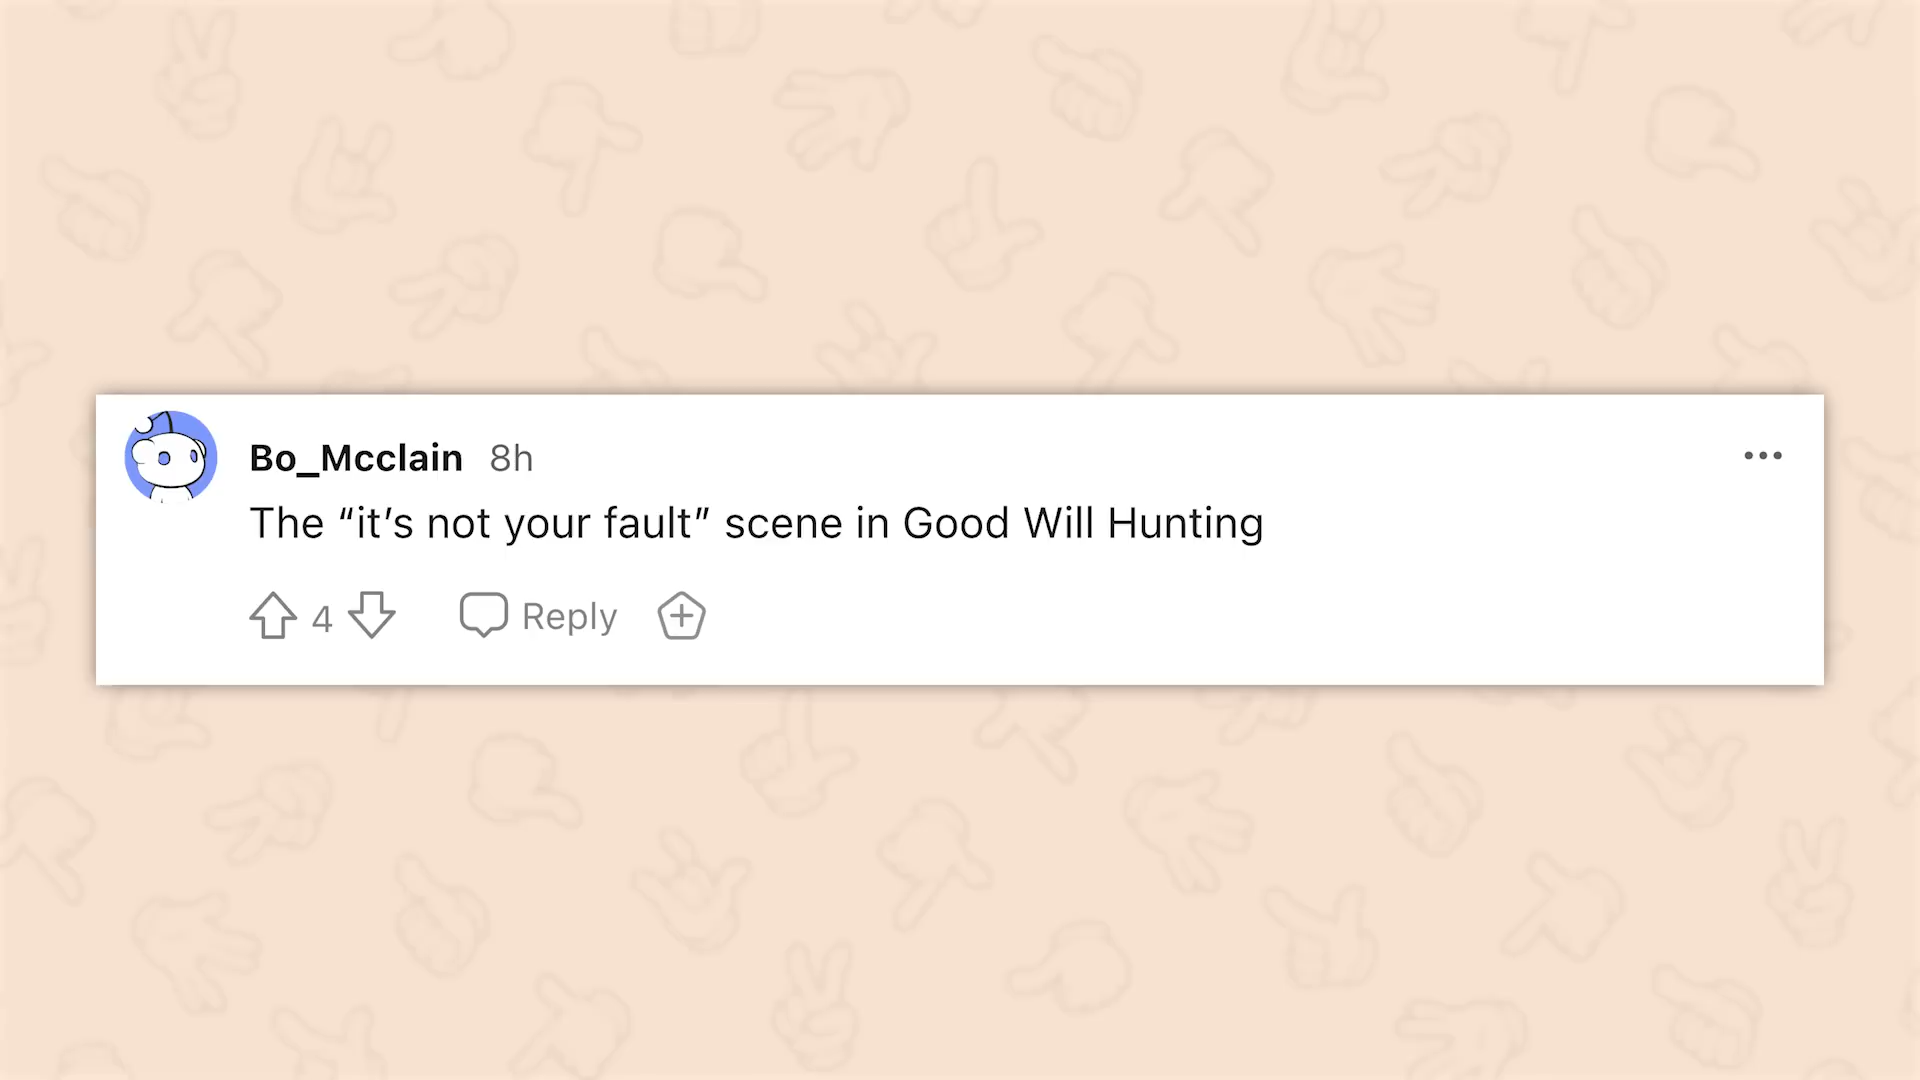 Bo_Mcclain 8h
The “it’s not your fault” scene in Good Will Hunting
4 Reply